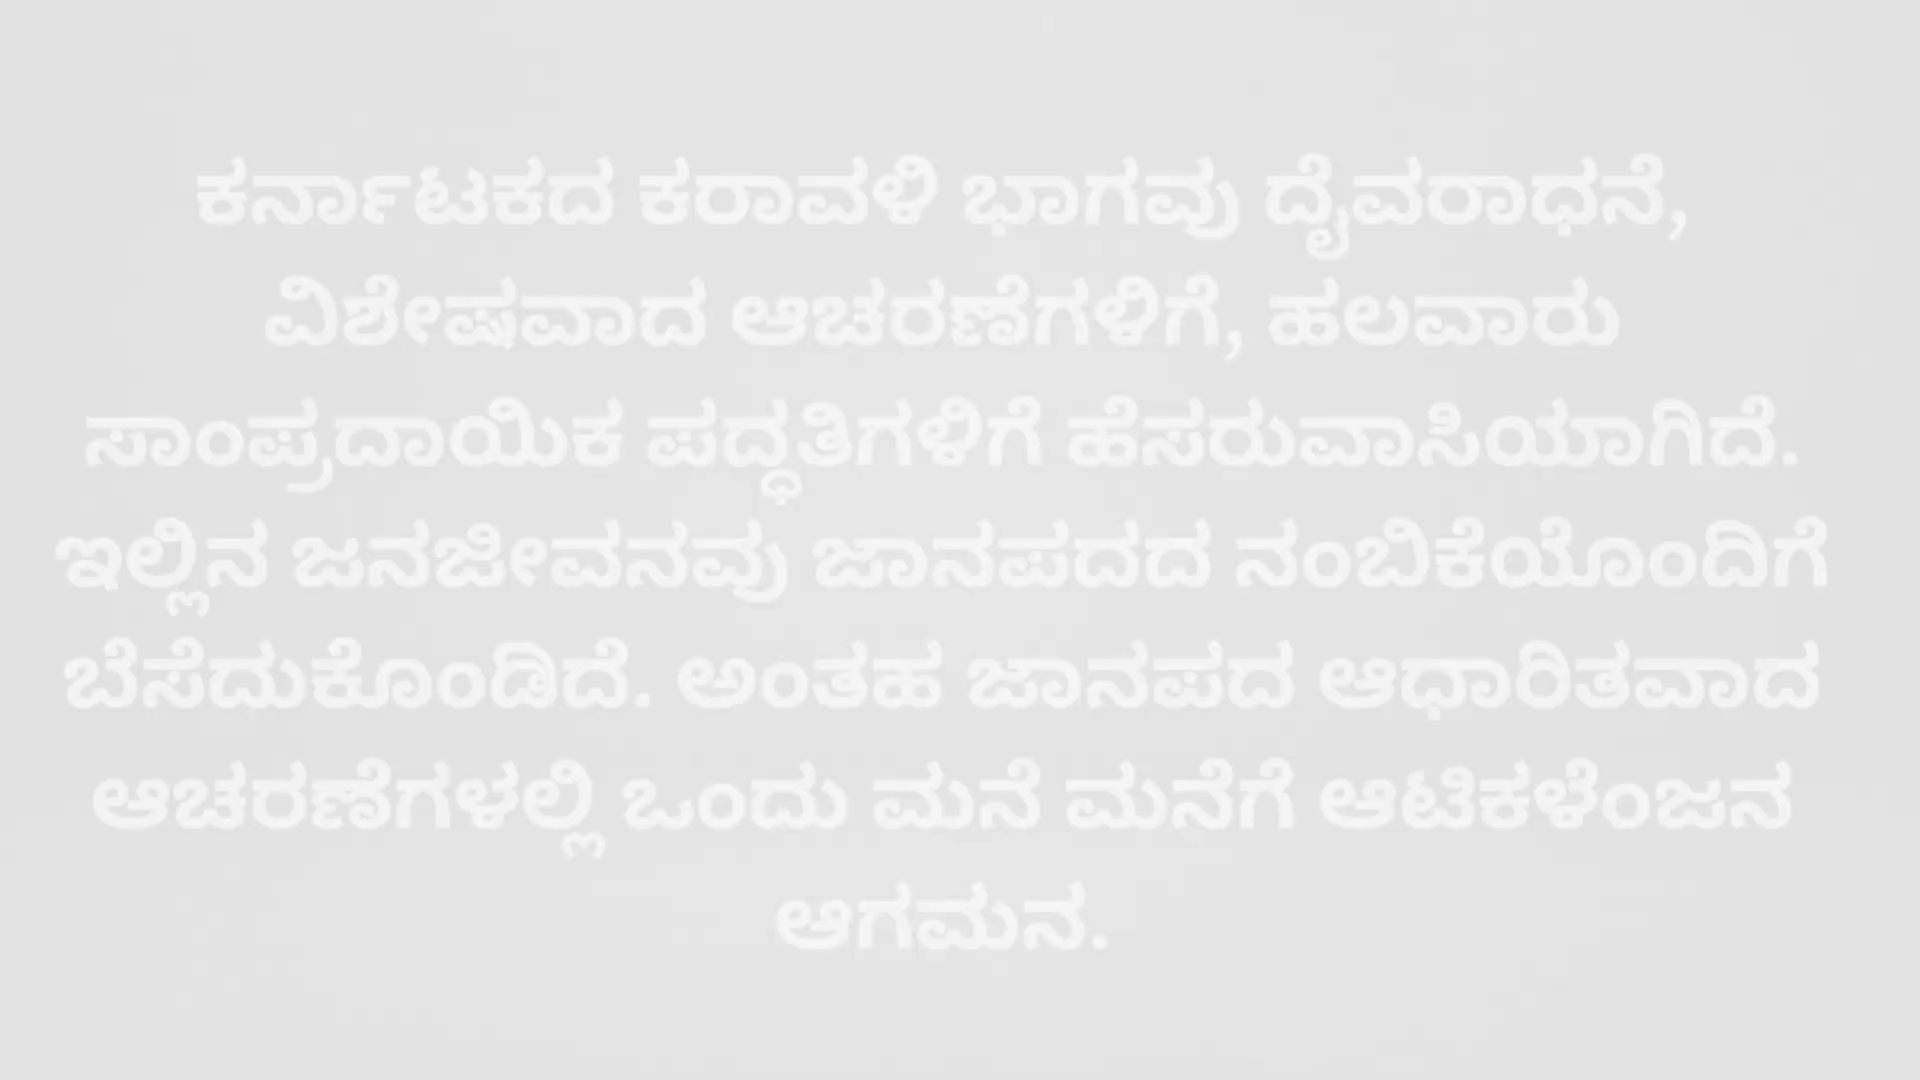 ಕರ್ನಾಟಕದ ಕರಾವಳಿ ಭಾಗವು ದೈವರಾಧನೆ,
ವಿಶೇಷವಾದ ಆಚರಣೆಗಳಿಗೆ, ಹಲವಾರು
ಸಾಂಪ್ರದಾಯಿಕ ಪದ್ಧತಿಗಳಿಗೆ ಹೆಸರುವಾಸಿಯಾಗಿದೆ.
ಇಲ್ಲಿನ ಜನಜೀವನವು ಜಾನಪದದ ನಂಬಿಕೆಯೊಂದಿಗೆ
ಬೆಸೆದುಕೊಂಡಿದೆ. ಅಂತಹ ಜಾನಪದ ಆಧಾರಿತವಾದ
ಆಚರಣೆಗಳಲ್ಲಿ ಒಂದು ಮನೆ ಮನೆಗೆ ಆಟಿಕಳೆಂಜನ
ಆಗಮನ.